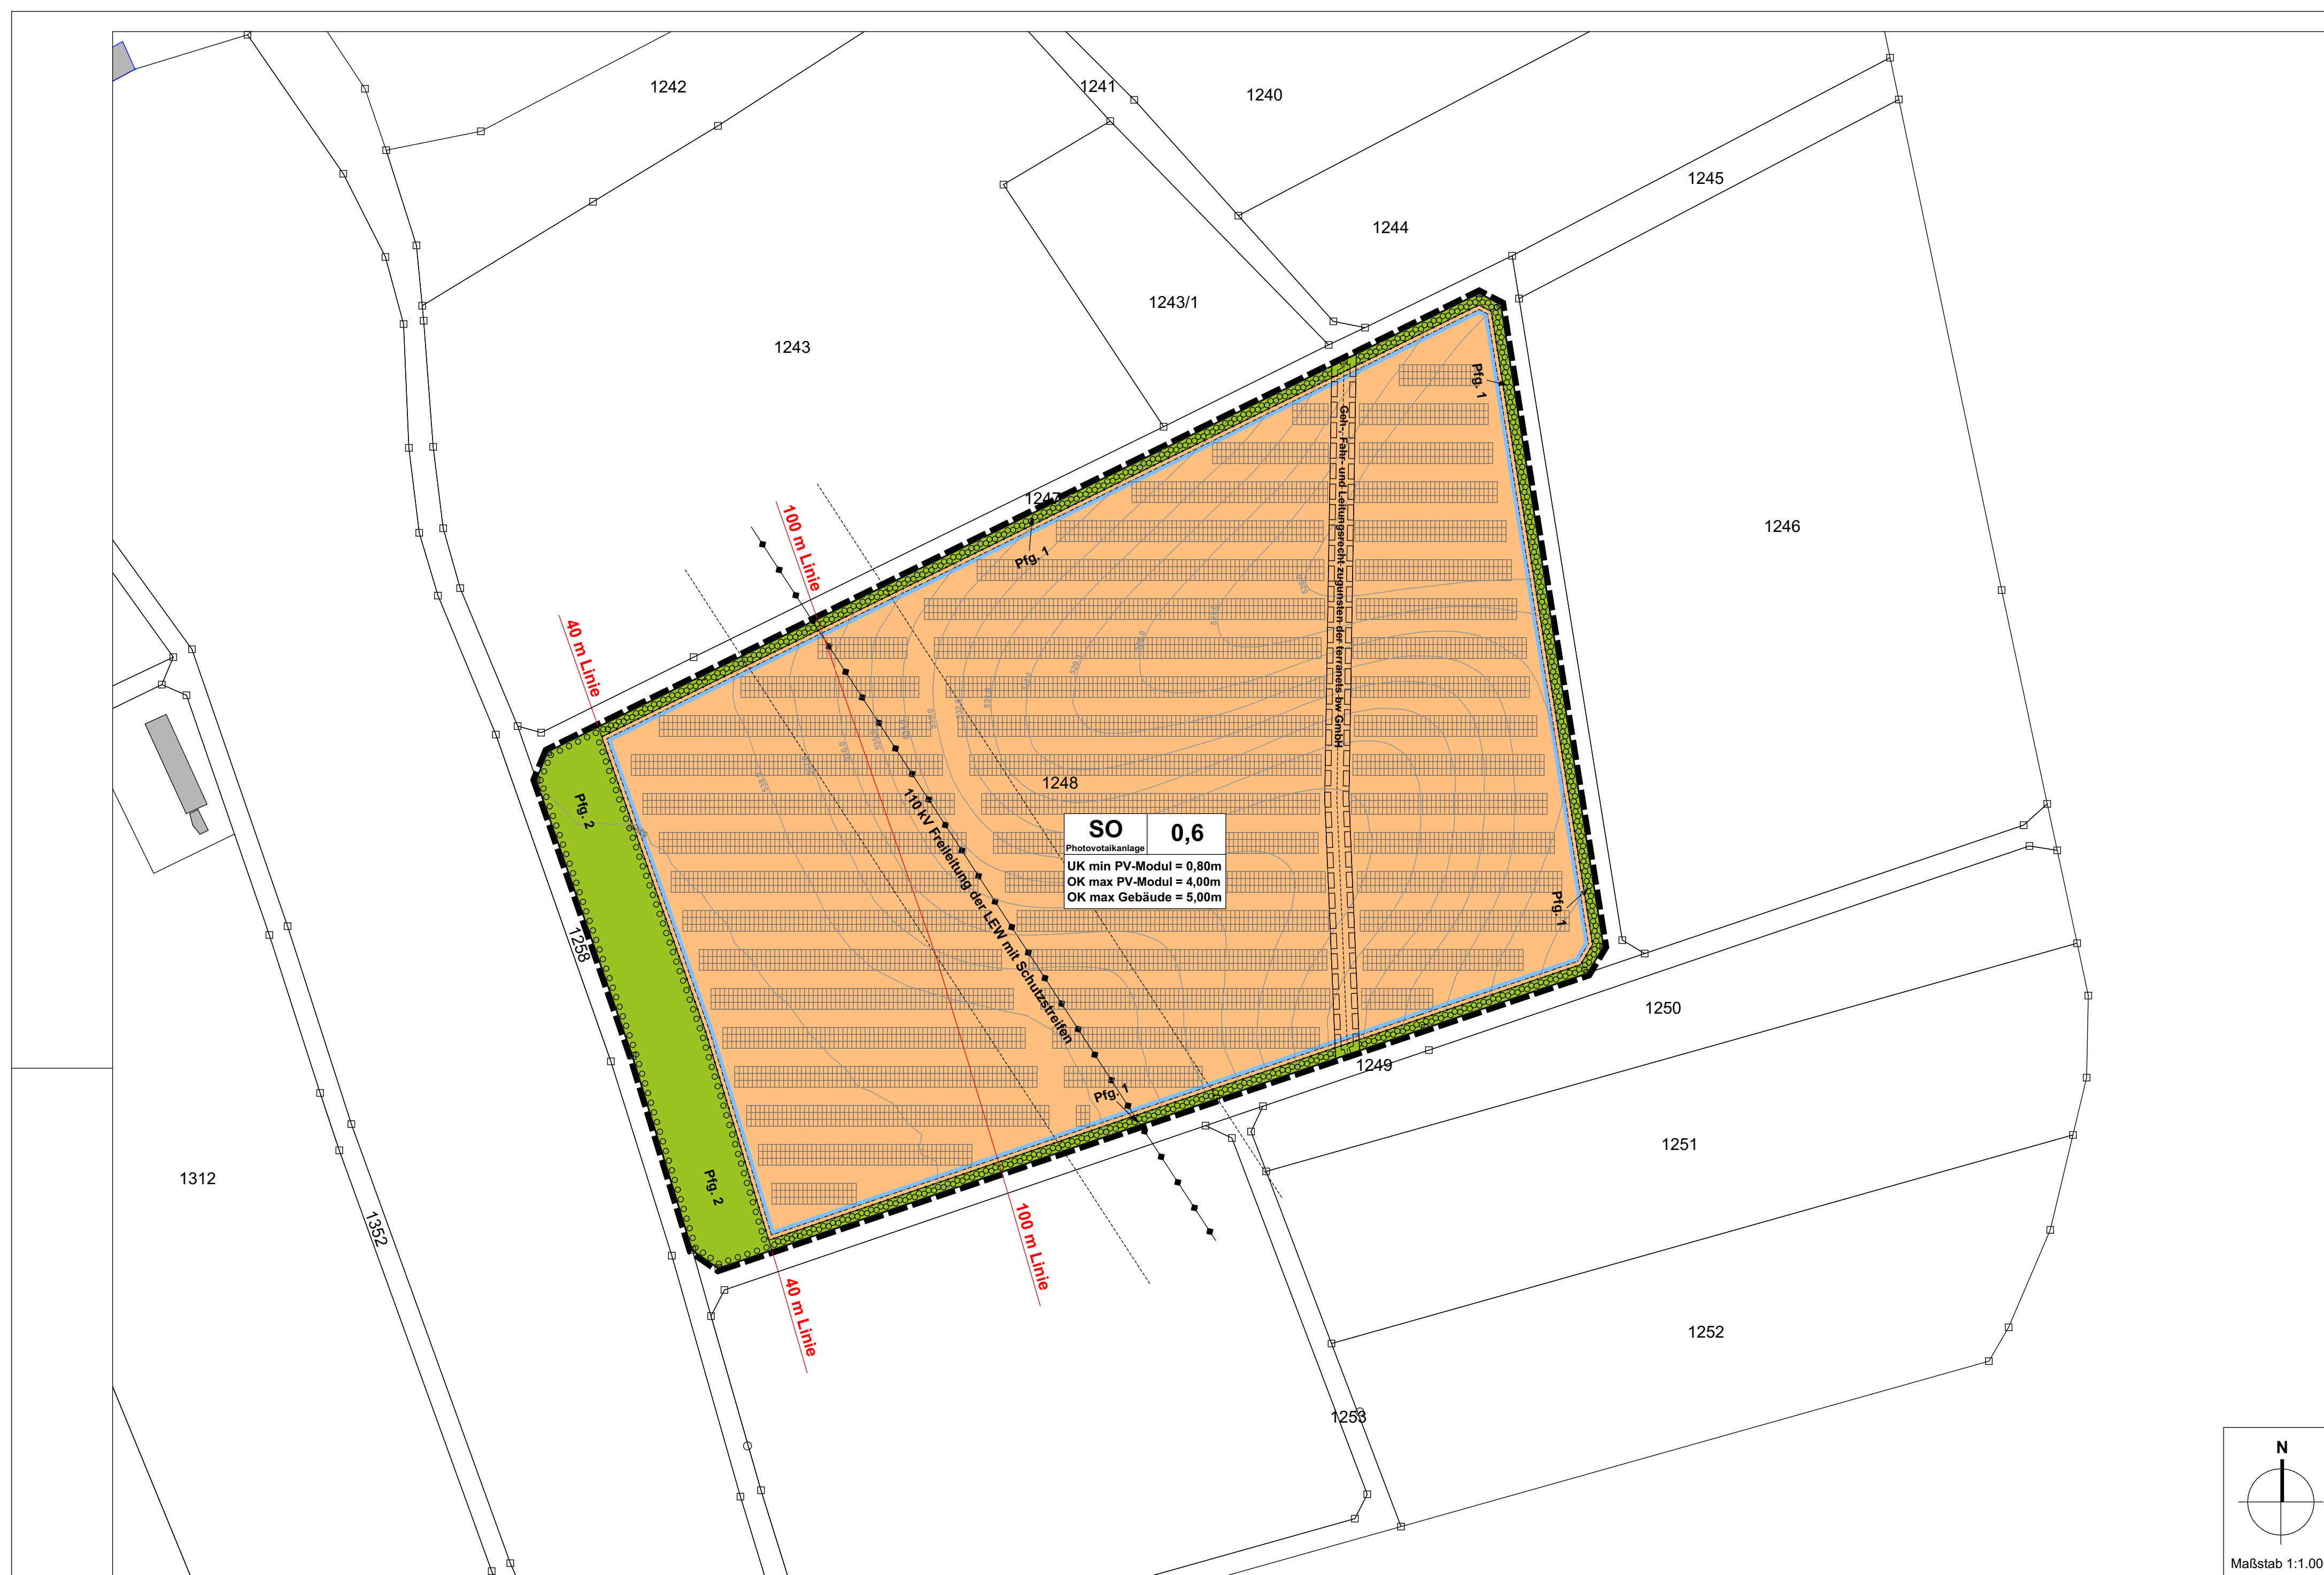 1242
1241
1240
1245
1244
1243/1
1243
Pfg. 1
Geh-, Fahr- und Leitungsrecht zugunsten der terranets bw GmbH
1247
100 m Linie
1246
Pfg. 1
40 m Linie
529.0
531.0
1248
110 kV Freileitung der LEW mit Schutzstreifen
Pfg. 2
SO
Photovotaikanlage
0,6
UK min PV-Modul = 0,80m
OK max PV-Modul = 4,00m
OK max Gebäude = 5,00m
Pfg. 1
1258
1250
1249
Pfg. 1
1251
1312
Pfg. 2
1352
100 m Linie
40 m Linie
1252
1253
N
Maßstab 1:1.00